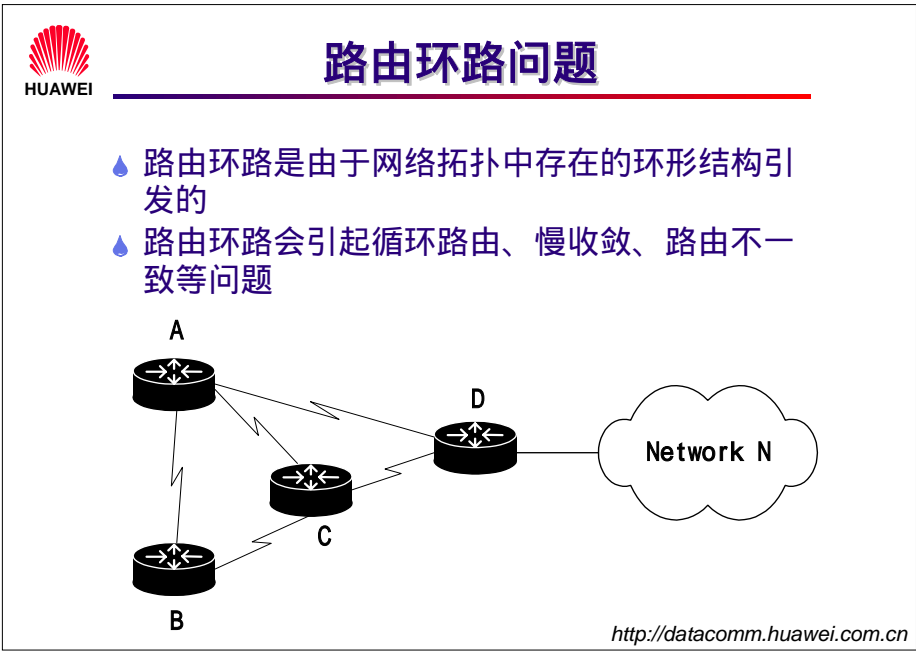 HUAWEI
路由环路问题
路由环路是由于网络拓扑中存在的环形结构引
发的
路由环路会引起循环路由、慢收敛、路由不一
致等问题
A
D
Network N
C
B
http://datacomm.huawei.com.cn